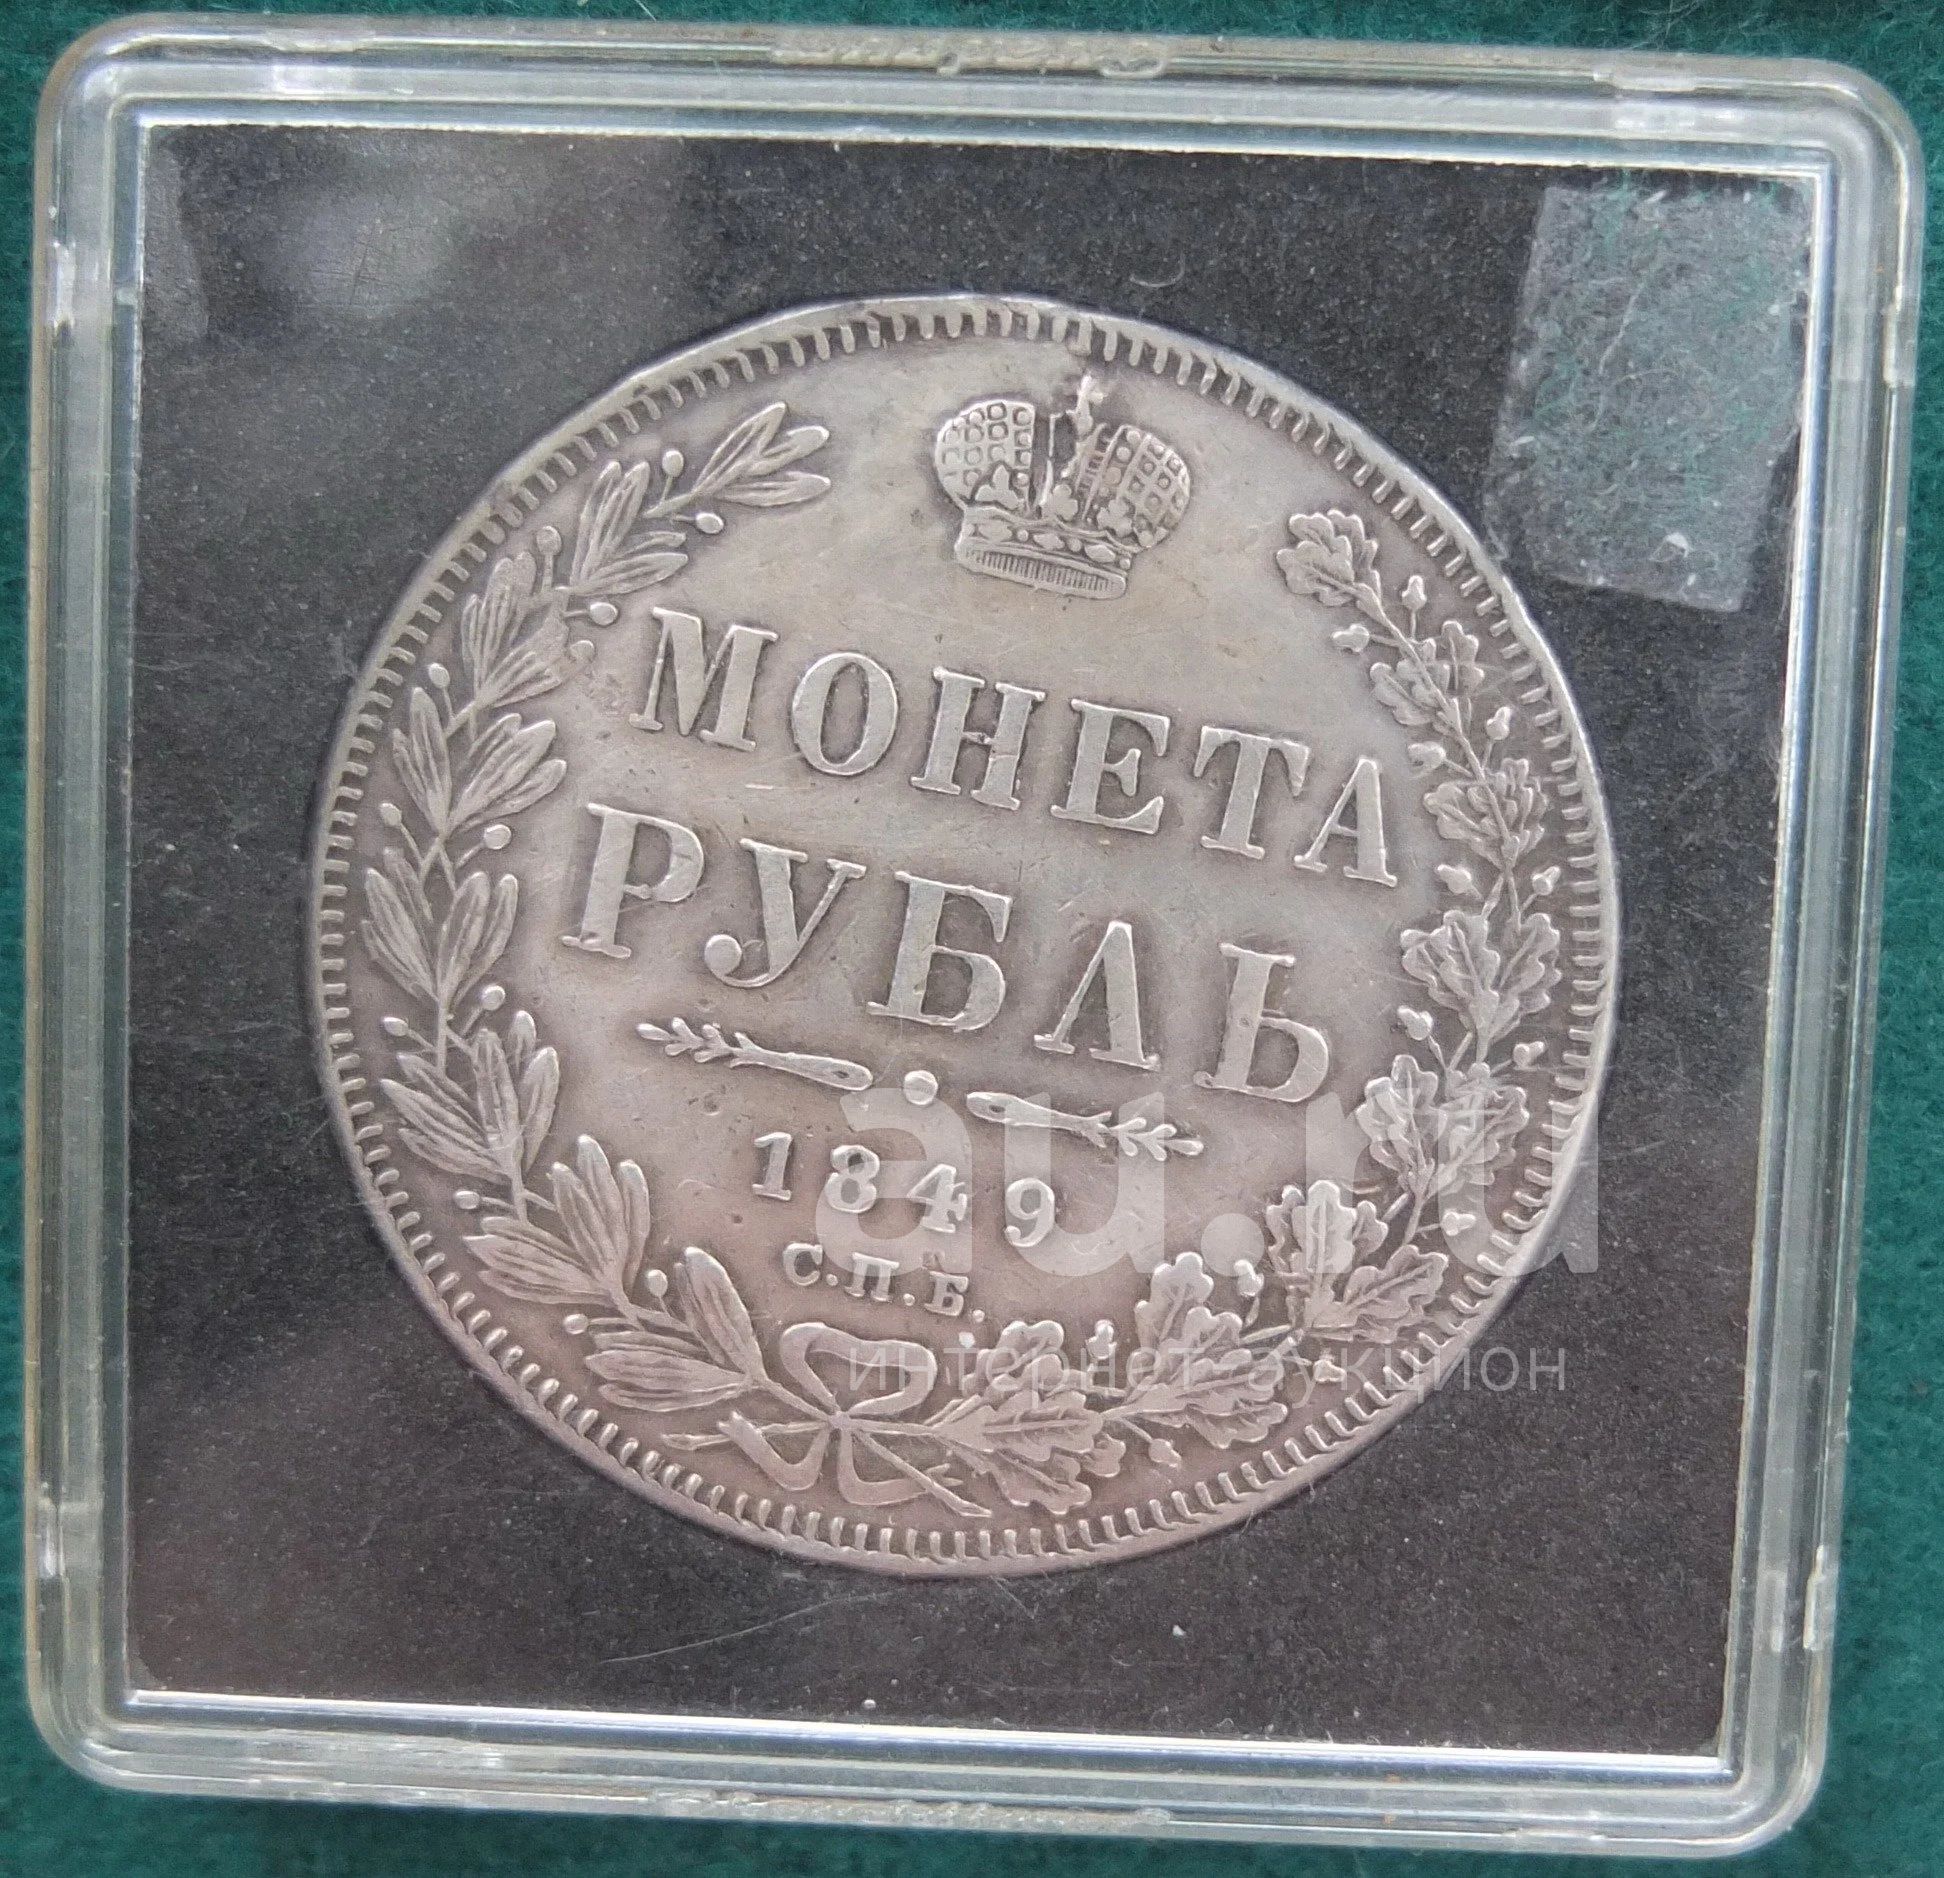 МОНЕТА
РУБЛЬ
1849
С.П.Б.
au.ru
интернет-аукцион